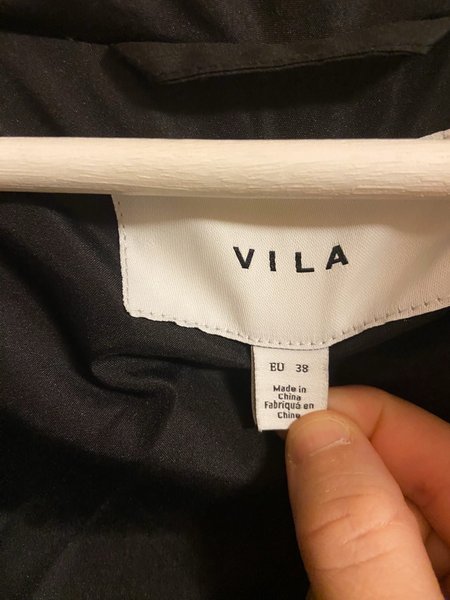 VILA
EU 38
Made in
China
Fabriqué en
Chine